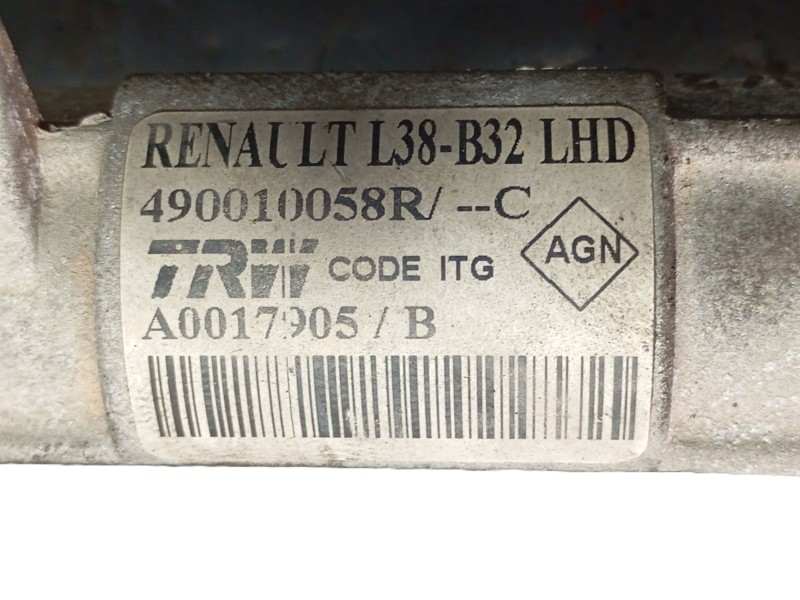 RENAULT L38-B32 LHD
490010058R/ --C
TRW CODE ITG AGN
A0017905 / B